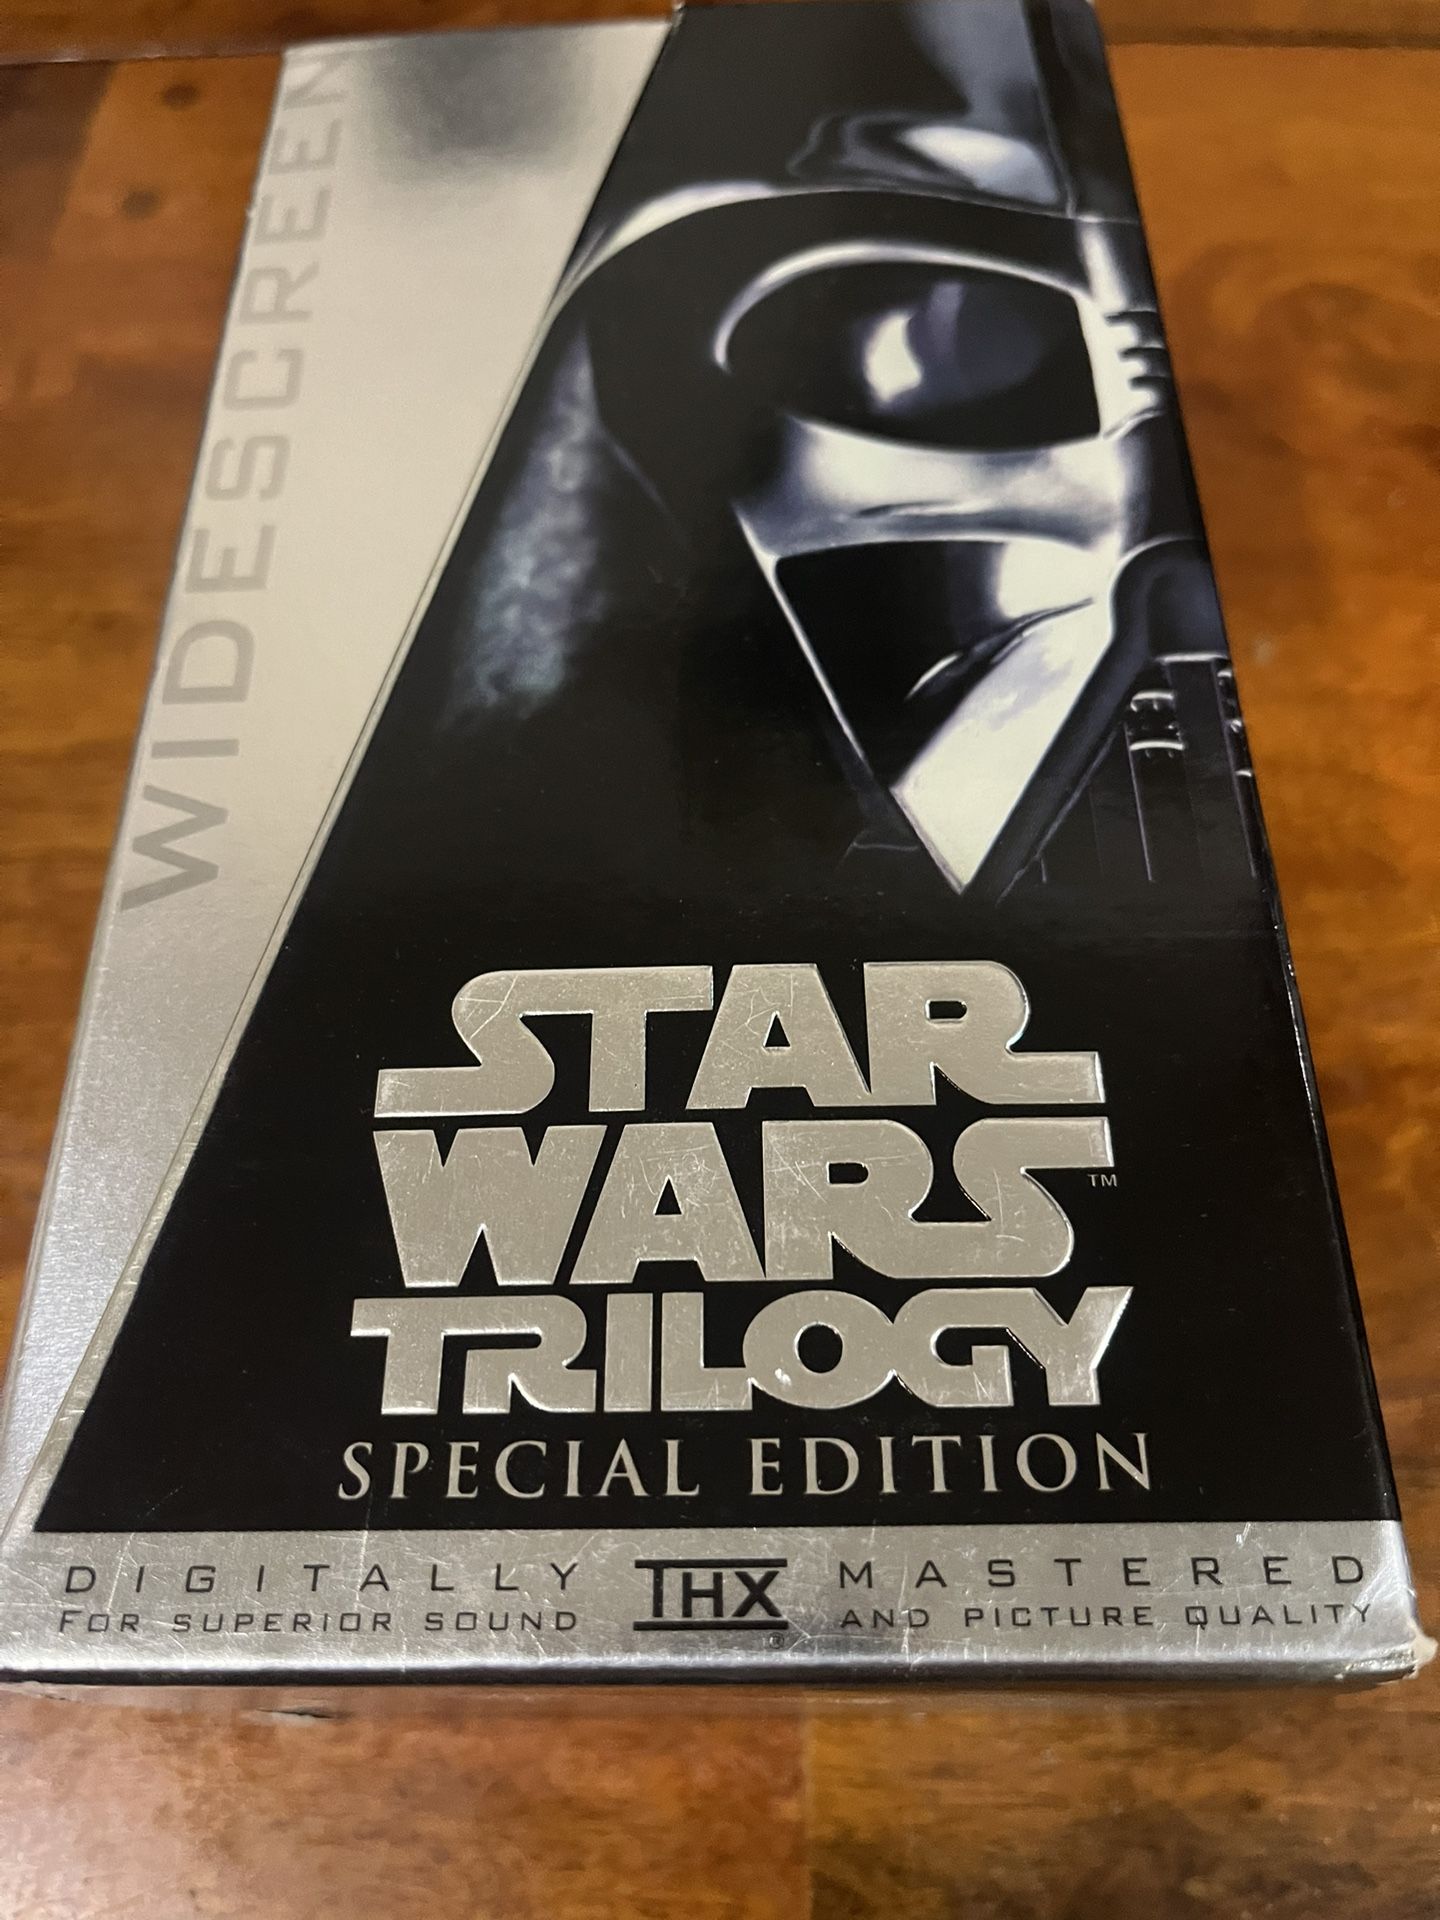 WIDESCREEN
STAR
WARS™
TRILOGY
SPECIAL EDITION
DIGITALLY THX® MASTERED
FOR SUPERIOR SOUND AND PICTURE QUALITY